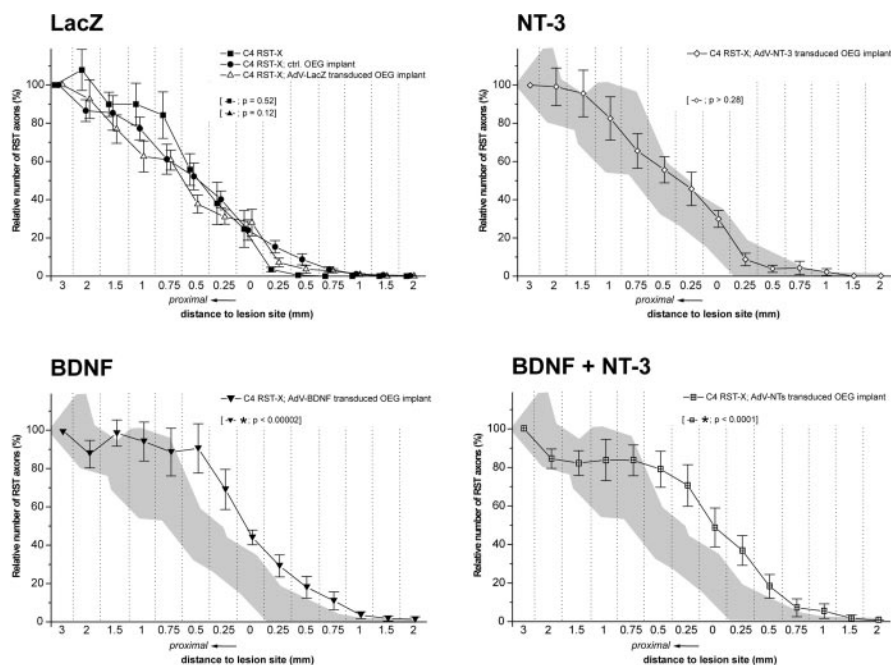 LacZ
C4 RST-X
C4 RST-X; ctrl. OEG implant
C4 RST-X; AdV-LacZ transduced OEG implant
[ ; p = 0.52]
[ ; p = 0.12]
Relative number of RST axons (%)
100
80
60
40
20
0
3 2 1.5 1 0.75 0.5 0.25 0 0.25 0.5 0.75 1 1.5 2
proximal
distance to lesion site (mm)
NT-3
C4 RST-X; AdV-NT-3 transduced OEG implant
[ ; p > 0.28]
Relative number of RST axons (%)
100
80
60
40
20
0
3 2 1.5 1 0.75 0.5 0.25 0 0.25 0.5 0.75 1 1.5 2
proximal
distance to lesion site (mm)
BDNF
C4 RST-X; AdV-BDNF transduced OEG implant
[ *; p < 0.00002]
Relative number of RST axons (%)
100
80
60
40
20
0
3 2 1.5 1 0.75 0.5 0.25 0 0.25 0.5 0.75 1 1.5 2
proximal
distance to lesion site (mm)
BDNF + NT-3
C4 RST-X; AdV-NTs transduced OEG implant
[ *; p < 0.0001]
Relative number of RST axons (%)
100
80
60
40
20
0
3 2 1.5 1 0.75 0.5 0.25 0 0.25 0.5 0.75 1 1.5 2
proximal
distance to lesion site (mm)